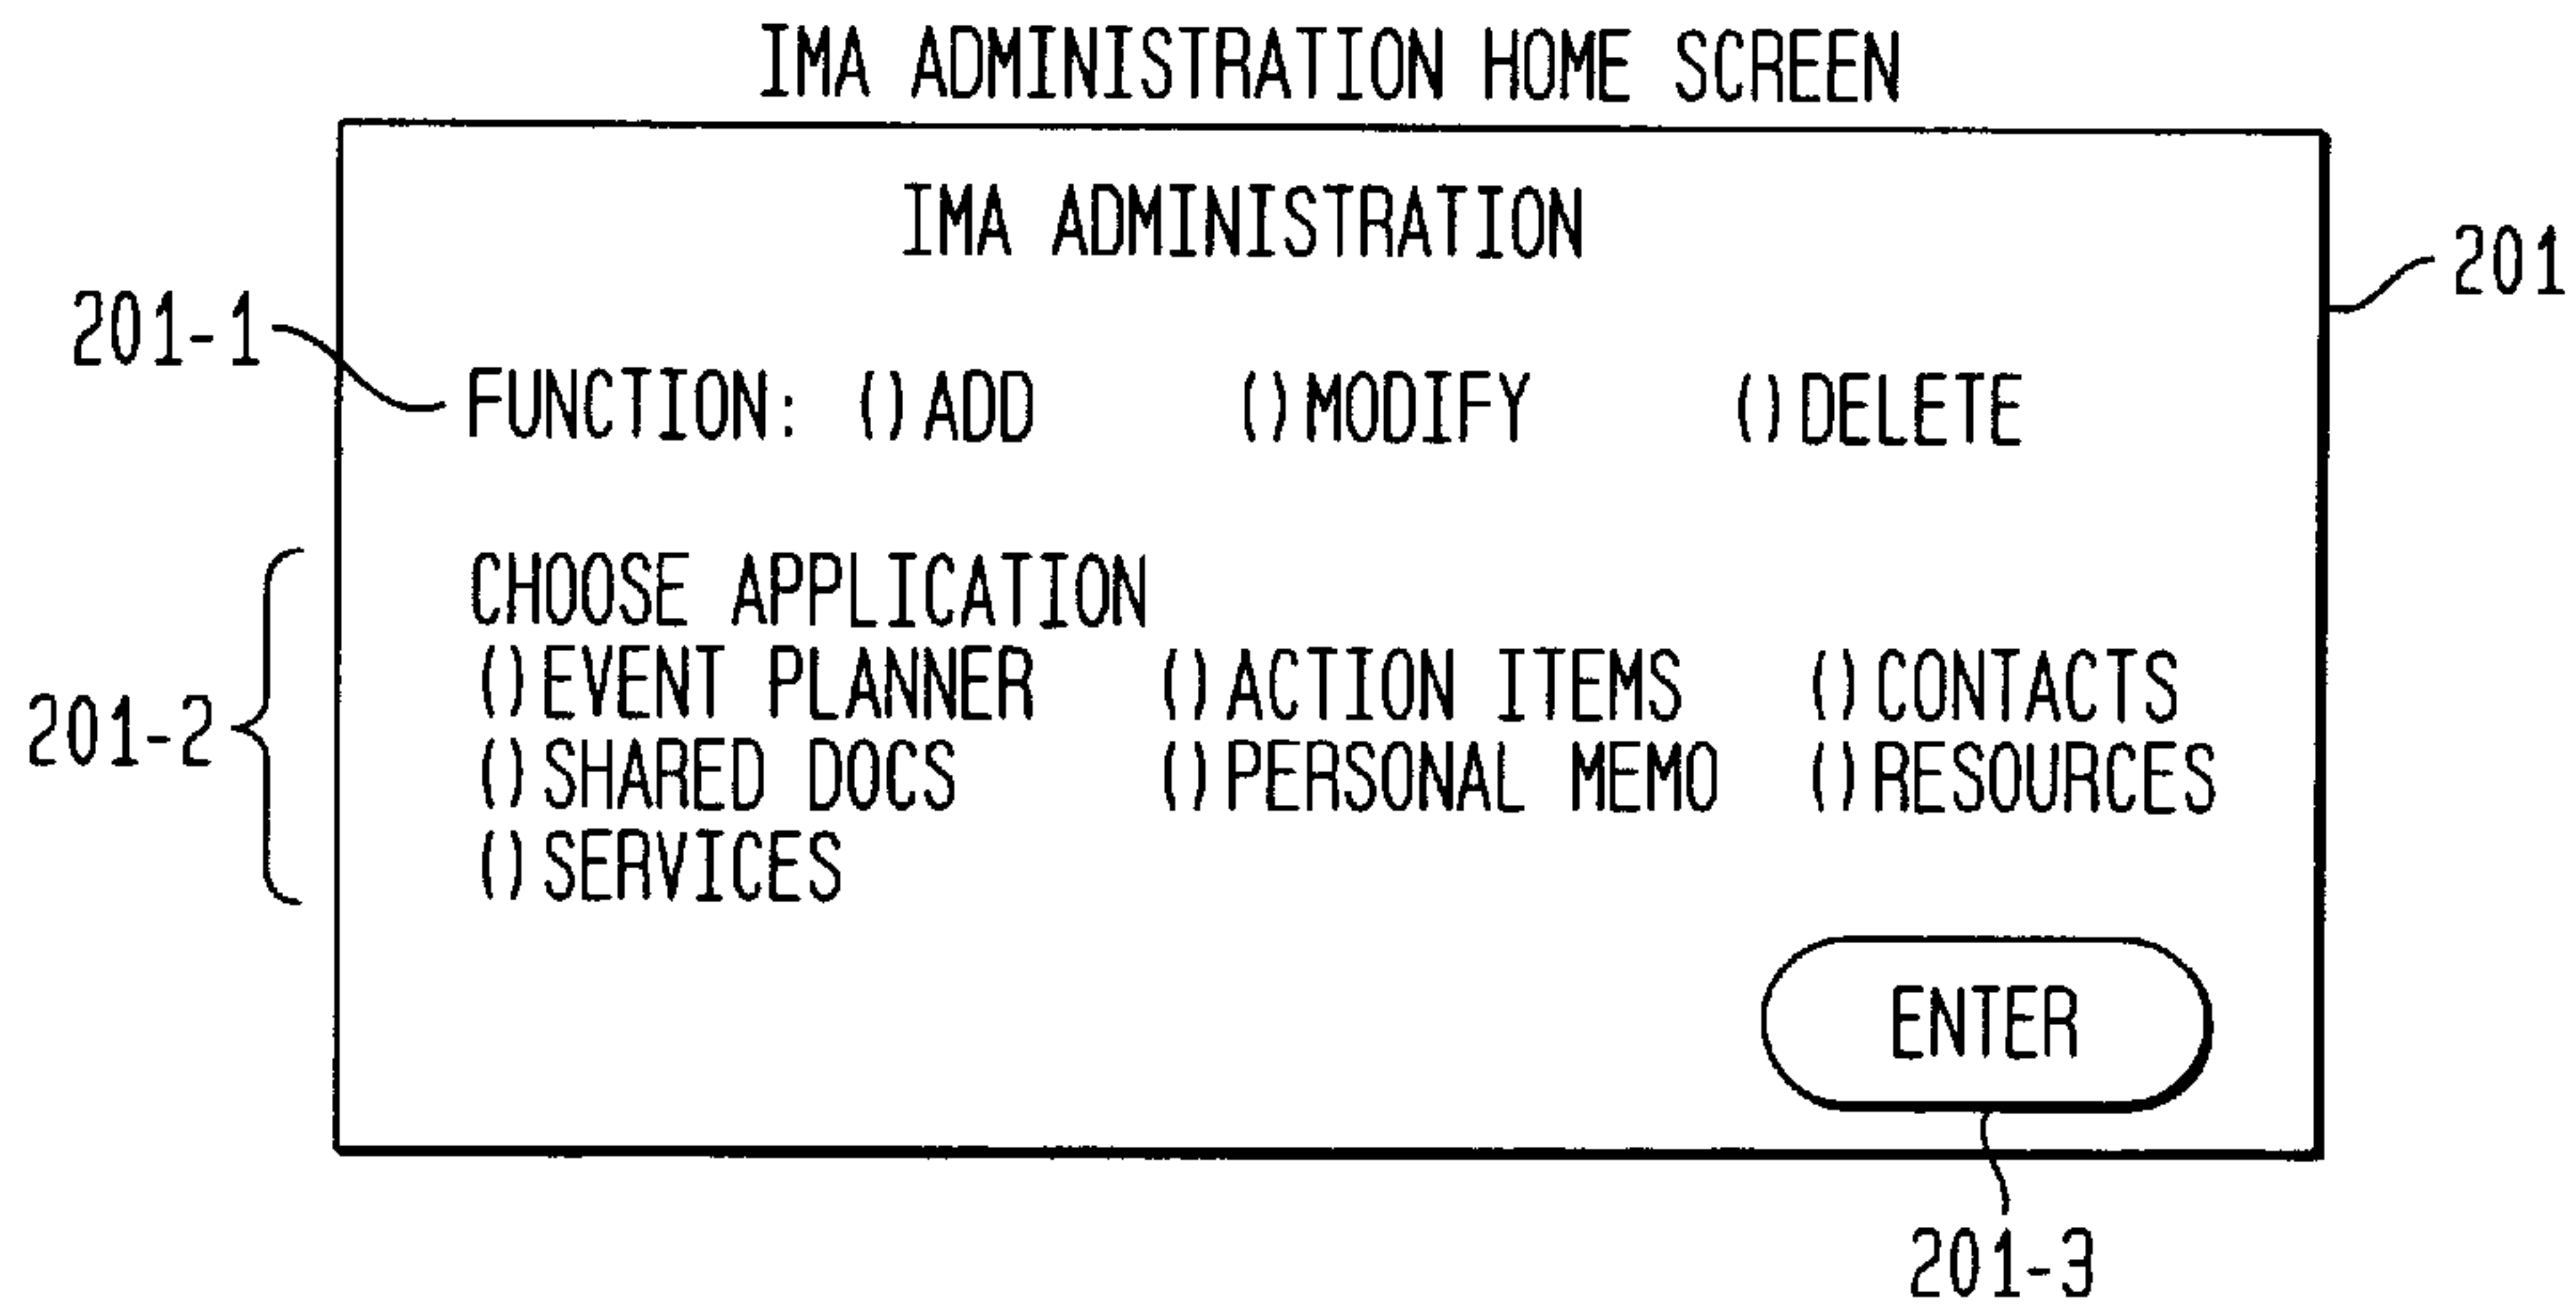 IMA ADMINISTRATION HOME SCREEN
IMA ADMINISTRATION
201
201-1
FUNCTION: ()ADD ()MODIFY ()DELETE
201-2
CHOOSE APPLICATION
()EVENT PLANNER ()ACTION ITEMS ()CONTACTS
()SHARED DOCS ()PERSONAL MEMO ()RESOURCES
()SERVICES
ENTER
201-3